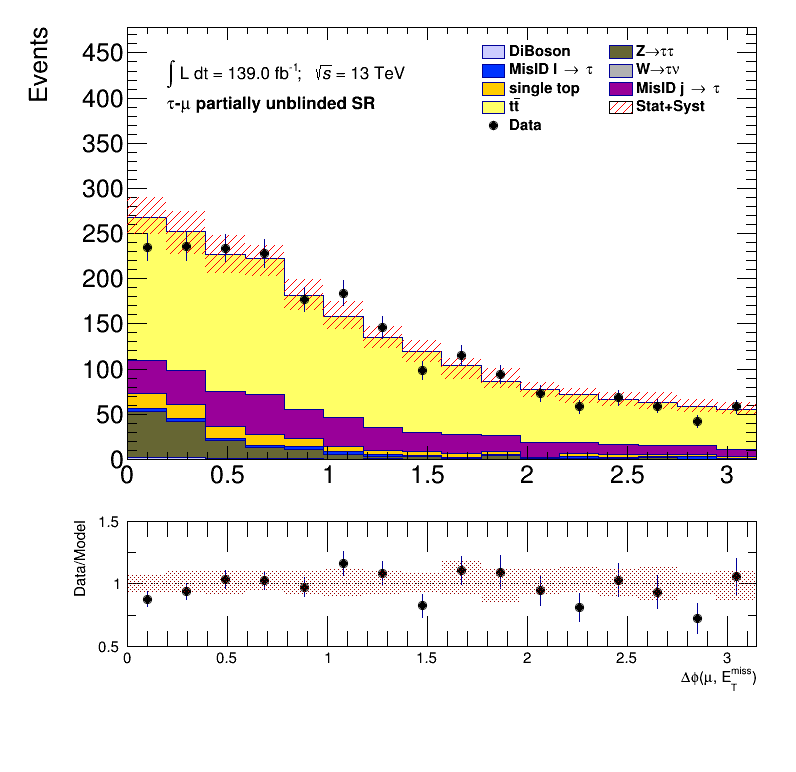 Events
450
400
350
300
250
200
150
100
50
0
∫ L dt = 139.0 fb⁻¹; √s = 13 TeV
τ-μ partially unblinded SR
DiBoson
Z→ττ
MisID l → τ
W→τν
single top
MisID j → τ
tt̄
Stat+Syst
Data
0 0.5 1 1.5 2 2.5 3
Data/Model
1.5
1
0.5
0 0.5 1 1.5 2 2.5 3
Δϕ(μ, E_T^miss)